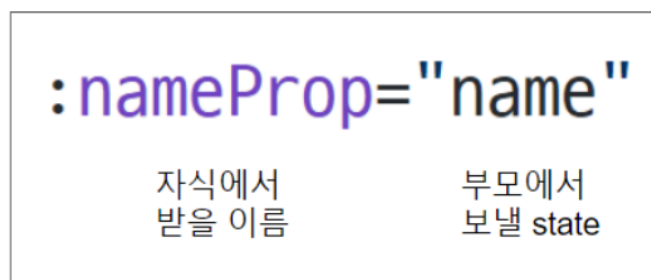 :nameProp="name"
자식에서
받을 이름
부모에서
보낼 state